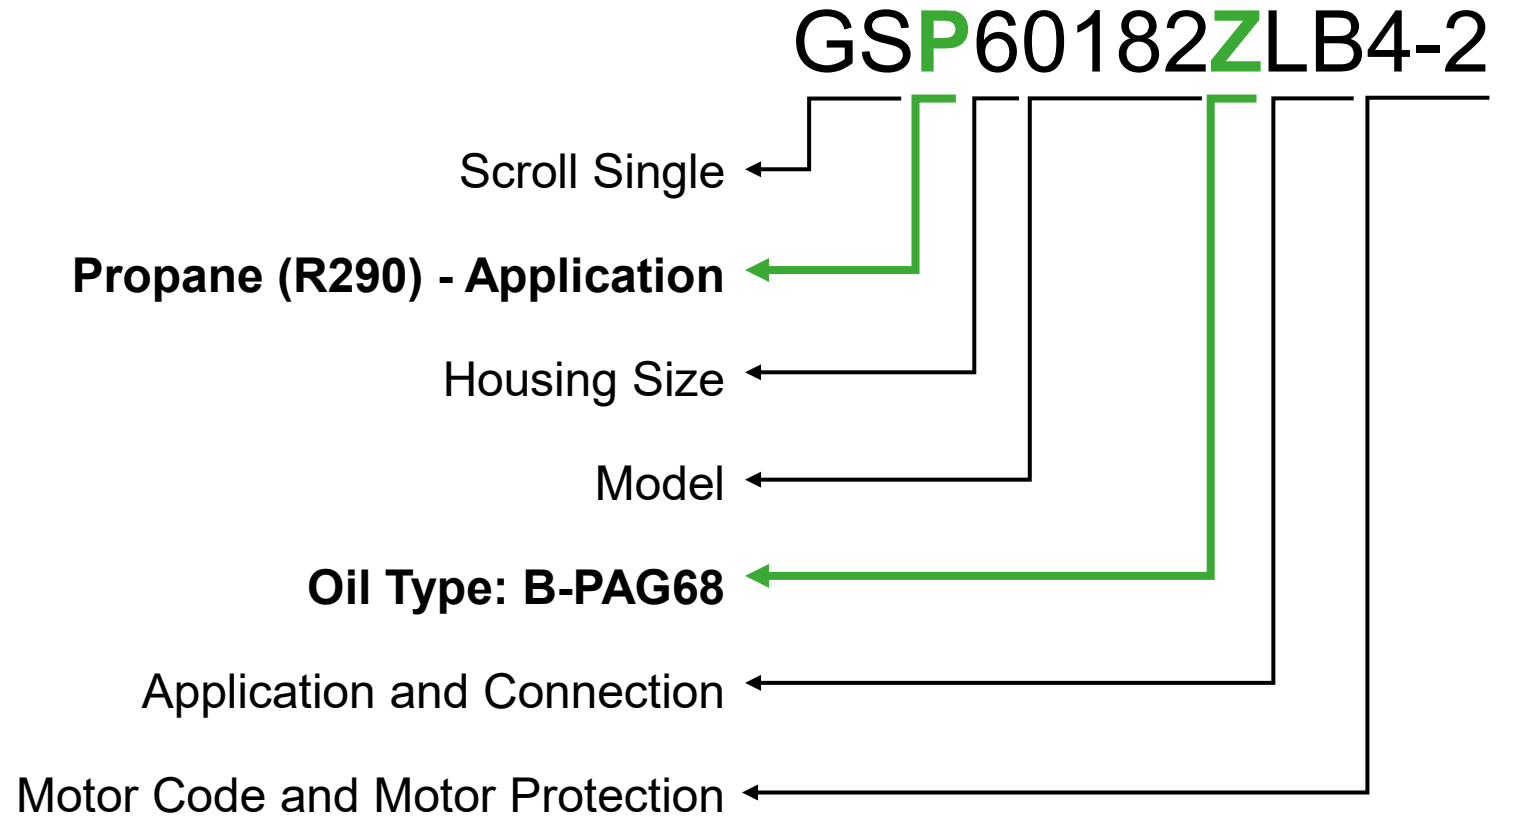 GSP60182ZLB4-2
Scroll Single
Propane (R290) - Application
Housing Size
Model
Oil Type: B-PAG68
Application and Connection
Motor Code and Motor Protection